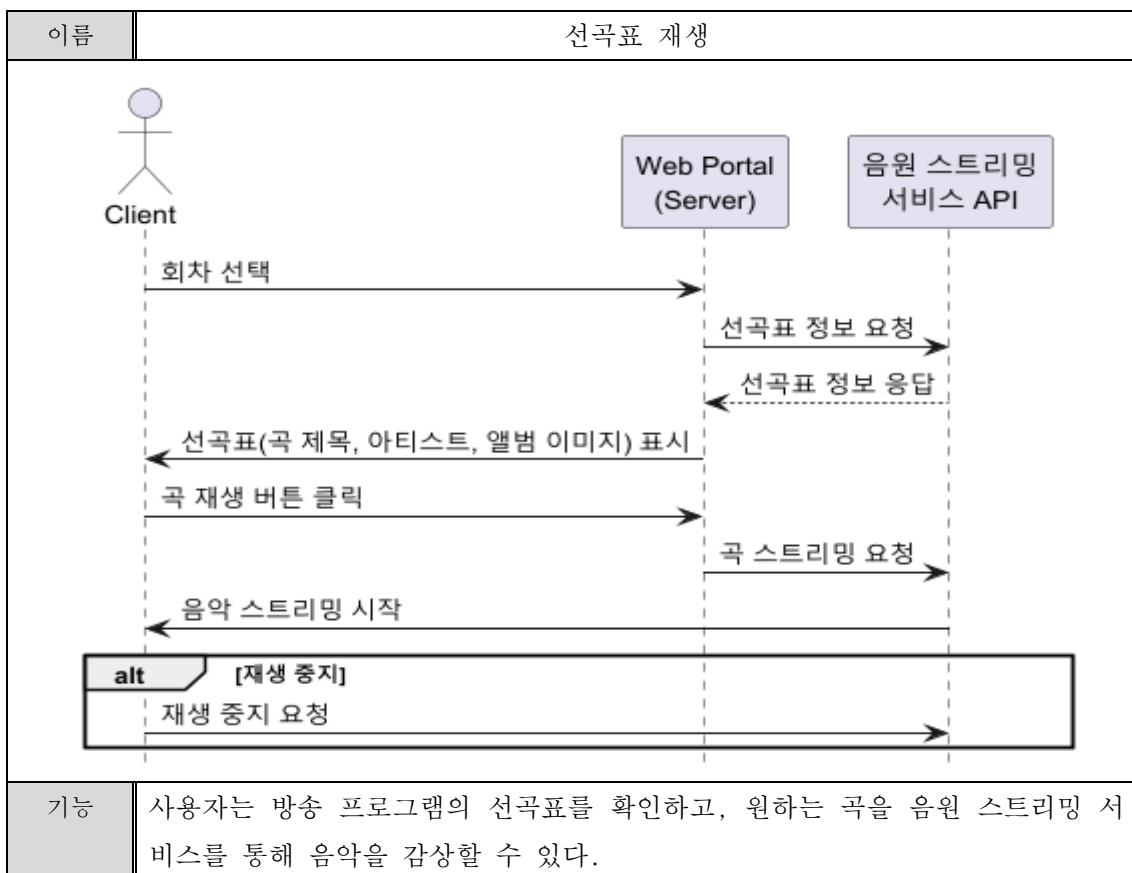 이름 선곡표 재생
Client
Web Portal
(Server)
음원 스트리밍
서비스 API
회차 선택
선곡표 정보 요청
선곡표 정보 응답
선곡표(곡 제목, 아티스트, 앨범 이미지) 표시
곡 재생 버튼 클릭
곡 스트리밍 요청
음악 스트리밍 시작
alt [재생 중지]
재생 중지 요청
기능 사용자는 방송 프로그램의 선곡표를 확인하고, 원하는 곡을 음원 스트리밍 서
비스를 통해 음악을 감상할 수 있다.